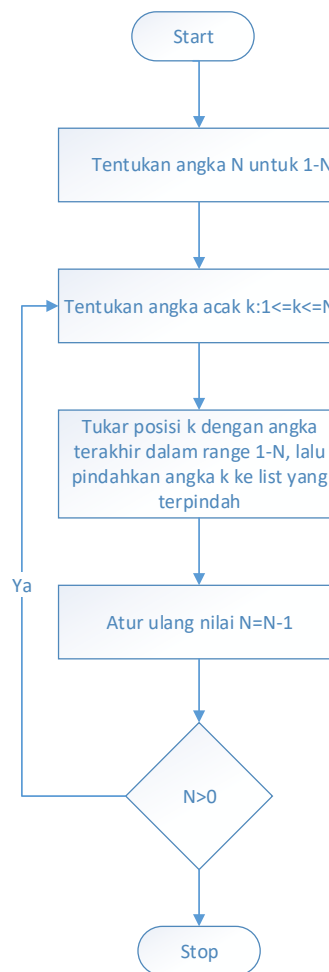 Start
Tentukan angka N untuk 1-N
Tentukan angka acak k:1<=k<=N
Tukar posisi k dengan angka
terakhir dalam range 1-N, lalu
pindahkan angka k ke list yang
terpindah
Ya
Atur ulang nilai N=N-1
N>0
Stop